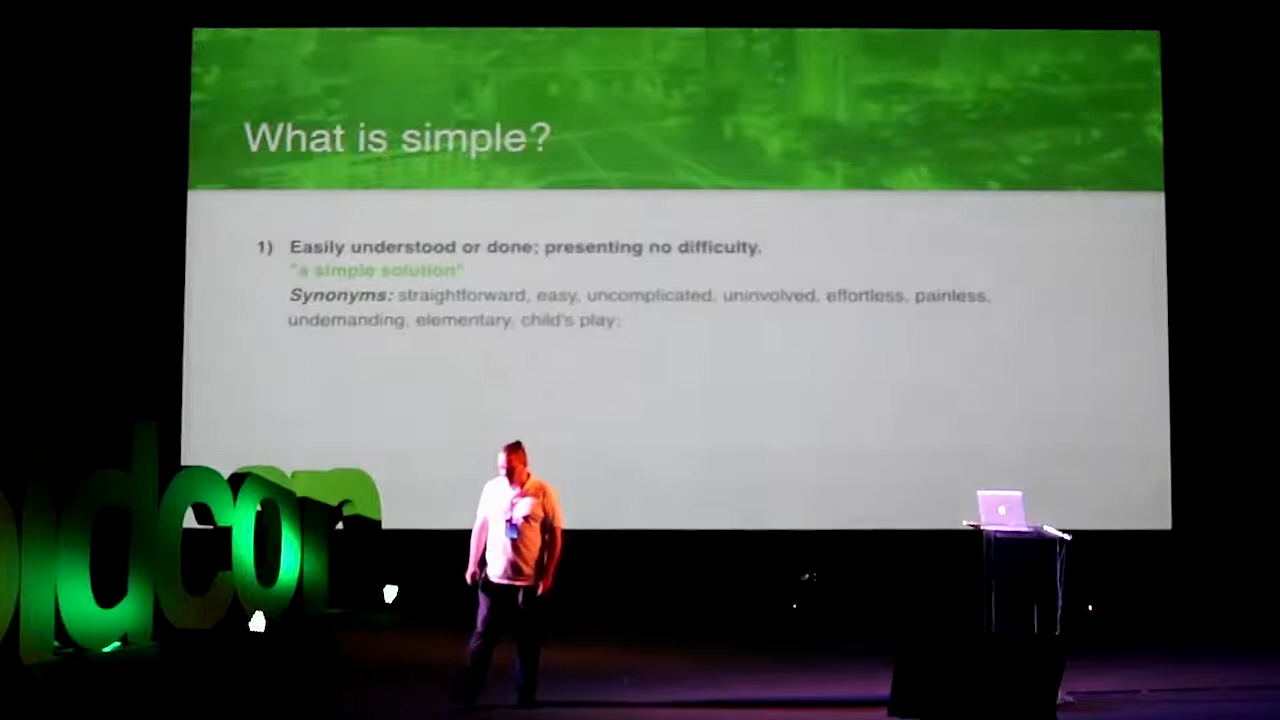 What is simple?
1) Easily understood or done; presenting no difficulty.
"a simple solution"
Synonyms: straightforward, easy, uncomplicated, uninvolved, effortless, painless,
undemanding, elementary, child's play;
oidcon